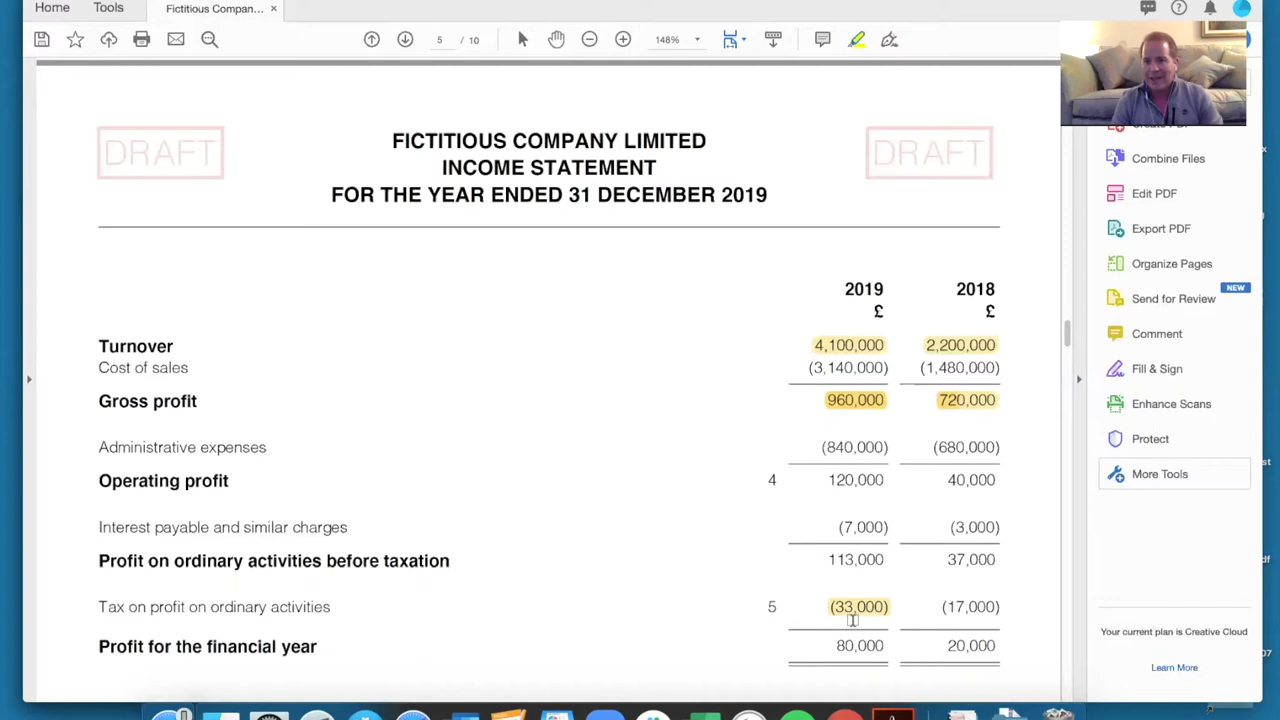 Home Tools Fictitious Compan... ×
5 / 10 148%
Combine Files
Edit PDF
Export PDF
Organize Pages
NEW
Send for Review
Comment
Fill & Sign
Enhance Scans
Protect
More Tools
Your current plan is Creative Cloud
Learn More
DRAFT DRAFT
FICTITIOUS COMPANY LIMITED
INCOME STATEMENT
FOR THE YEAR ENDED 31 DECEMBER 2019
2019 2018
£ £
Turnover 4,100,000 2,200,000
Cost of sales (3,140,000) (1,480,000)
Gross profit 960,000 720,000
Administrative expenses (840,000) (680,000)
Operating profit 4 120,000 40,000
Interest payable and similar charges (7,000) (3,000)
Profit on ordinary activities before taxation 113,000 37,000
Tax on profit on ordinary activities 5 (33,000) (17,000)
Profit for the financial year 80,000 20,000